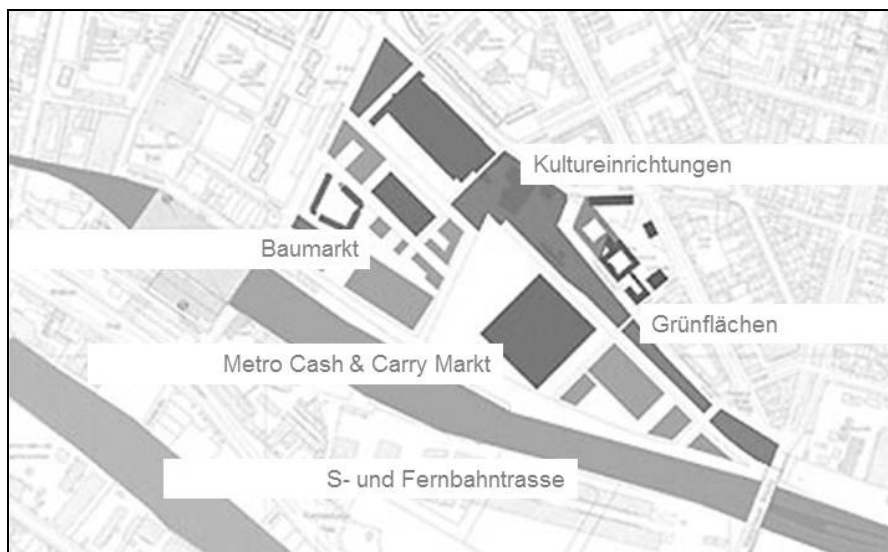 Kultureinrichtungen
Baumarkt
Grünflächen
Metro Cash & Carry Markt
S- und Fernbahntrasse